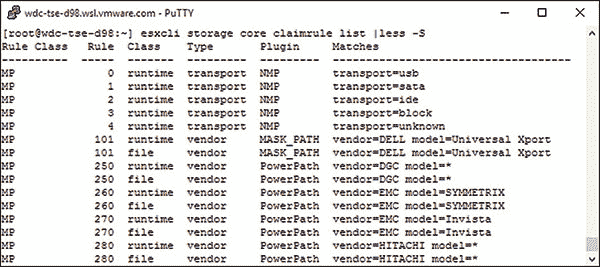 wdc-tse-d98.wsl.vmware.com - PuTTY
[root@wdc-tse-d98:~] esxcli storage core claimrule list |less -S
Rule Class   Rule  Class    Type       Plugin     Matches
----------  -----  -------  ---------  ---------  ---------------------------------
MP              0  runtime  transport  NMP        transport=usb
MP              1  runtime  transport  NMP        transport=sata
MP              2  runtime  transport  NMP        transport=ide
MP              3  runtime  transport  NMP        transport=block
MP              4  runtime  transport  NMP        transport=unknown
MP            101  runtime  vendor     MASK_PATH  vendor=DELL model=Universal Xport
MP            101  file     vendor     MASK_PATH  vendor=DELL model=Universal Xport
MP            250  runtime  vendor     PowerPath  vendor=DGC model=*
MP            250  file     vendor     PowerPath  vendor=DGC model=*
MP            260  runtime  vendor     PowerPath  vendor=EMC model=SYMMETRIX
MP            260  file     vendor     PowerPath  vendor=EMC model=SYMMETRIX
MP            270  runtime  vendor     PowerPath  vendor=EMC model=Invista
MP            270  file     vendor     PowerPath  vendor=EMC model=Invista
MP            280  runtime  vendor     PowerPath  vendor=HITACHI model=*
MP            280  file     vendor     PowerPath  vendor=HITACHI model=*